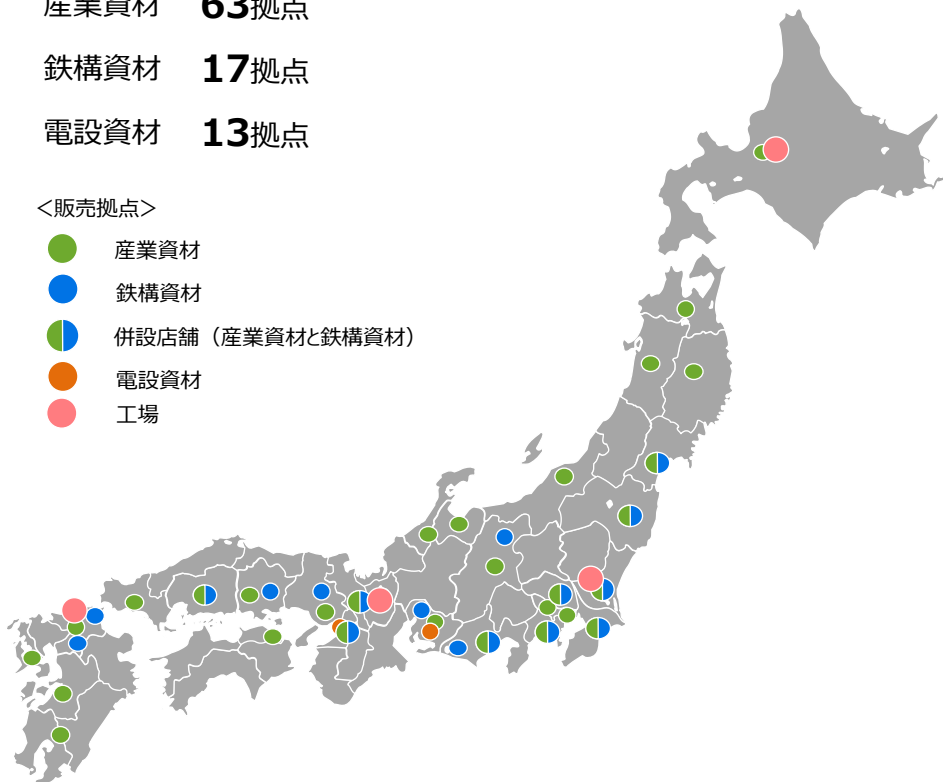 産業資材 63拠点
鉄構資材 17拠点
電設資材 13拠点
＜販売拠点＞
産業資材
鉄構資材
併設店舗（産業資材と鉄構資材）
電設資材
工場